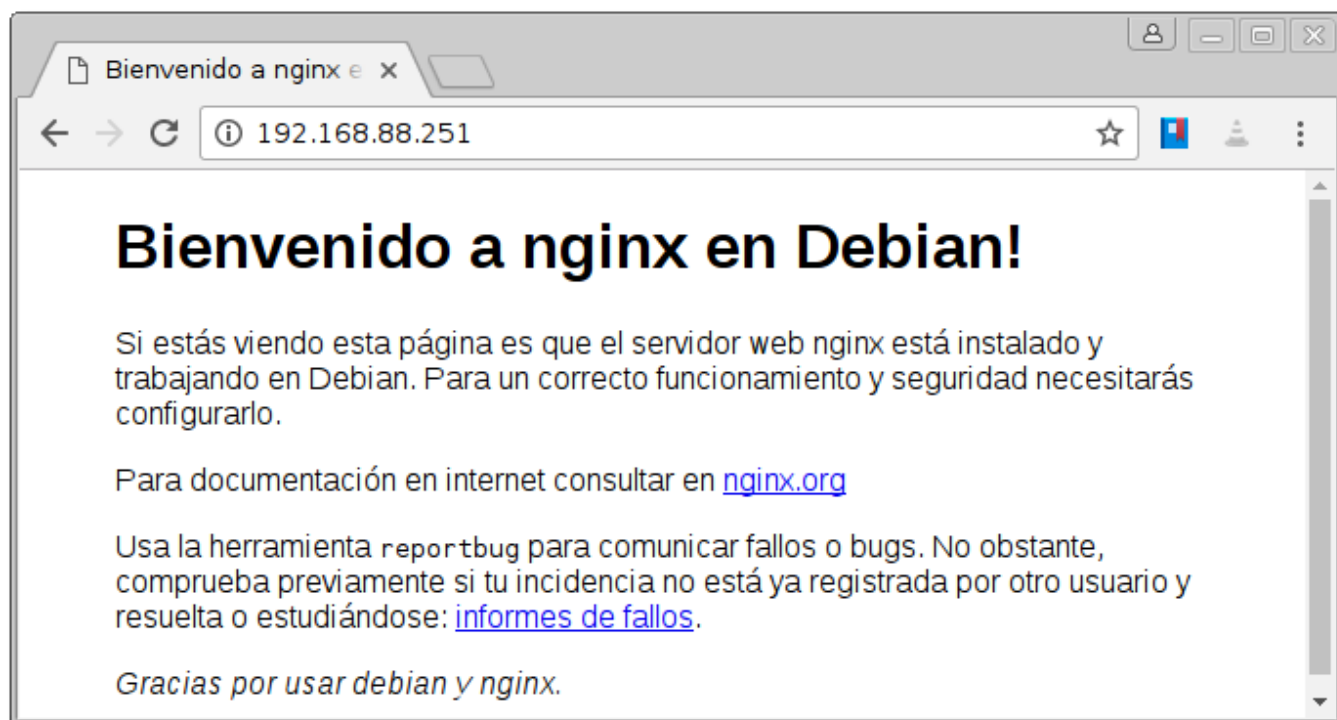 Bienvenido a nginx e
192.168.88.251
Bienvenido a nginx en Debian!
Si estás viendo esta página es que el servidor web nginx está instalado y
trabajando en Debian. Para un correcto funcionamiento y seguridad necesitarás
configurarlo.
Para documentación en internet consultar en nginx.org
Usa la herramienta reportbug para comunicar fallos o bugs. No obstante,
comprueba previamente si tu incidencia no está ya registrada por otro usuario y
resuelta o estudiándose: informes de fallos.
Gracias por usar debian y nginx.